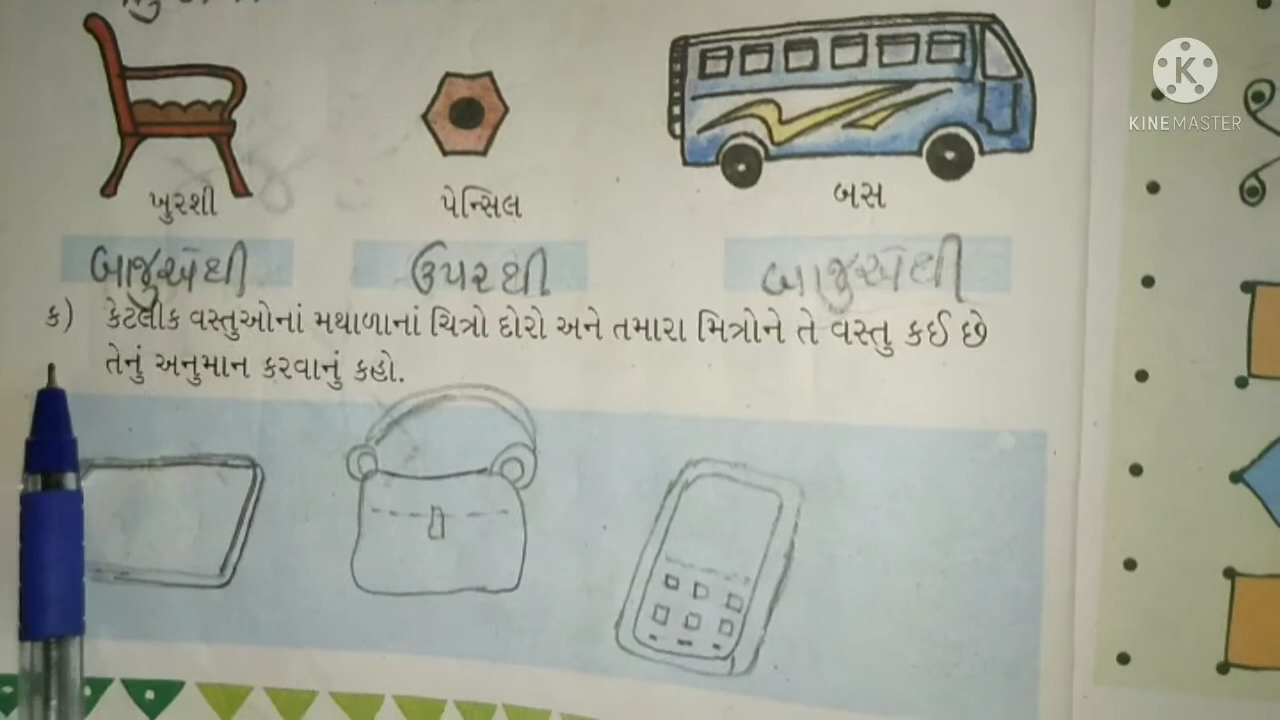 KINEMASTER
ખુરશી પેન્સિલ બસ
બાજુએથી ઉપરથી બાજુએથી
ક) કેટલીક વસ્તુઓનાં મથાળાનાં ચિત્રો દોરો અને તમારા મિત્રોને તે વસ્તુ કઈ છે
તેનું અનુમાન કરવાનું કહો.